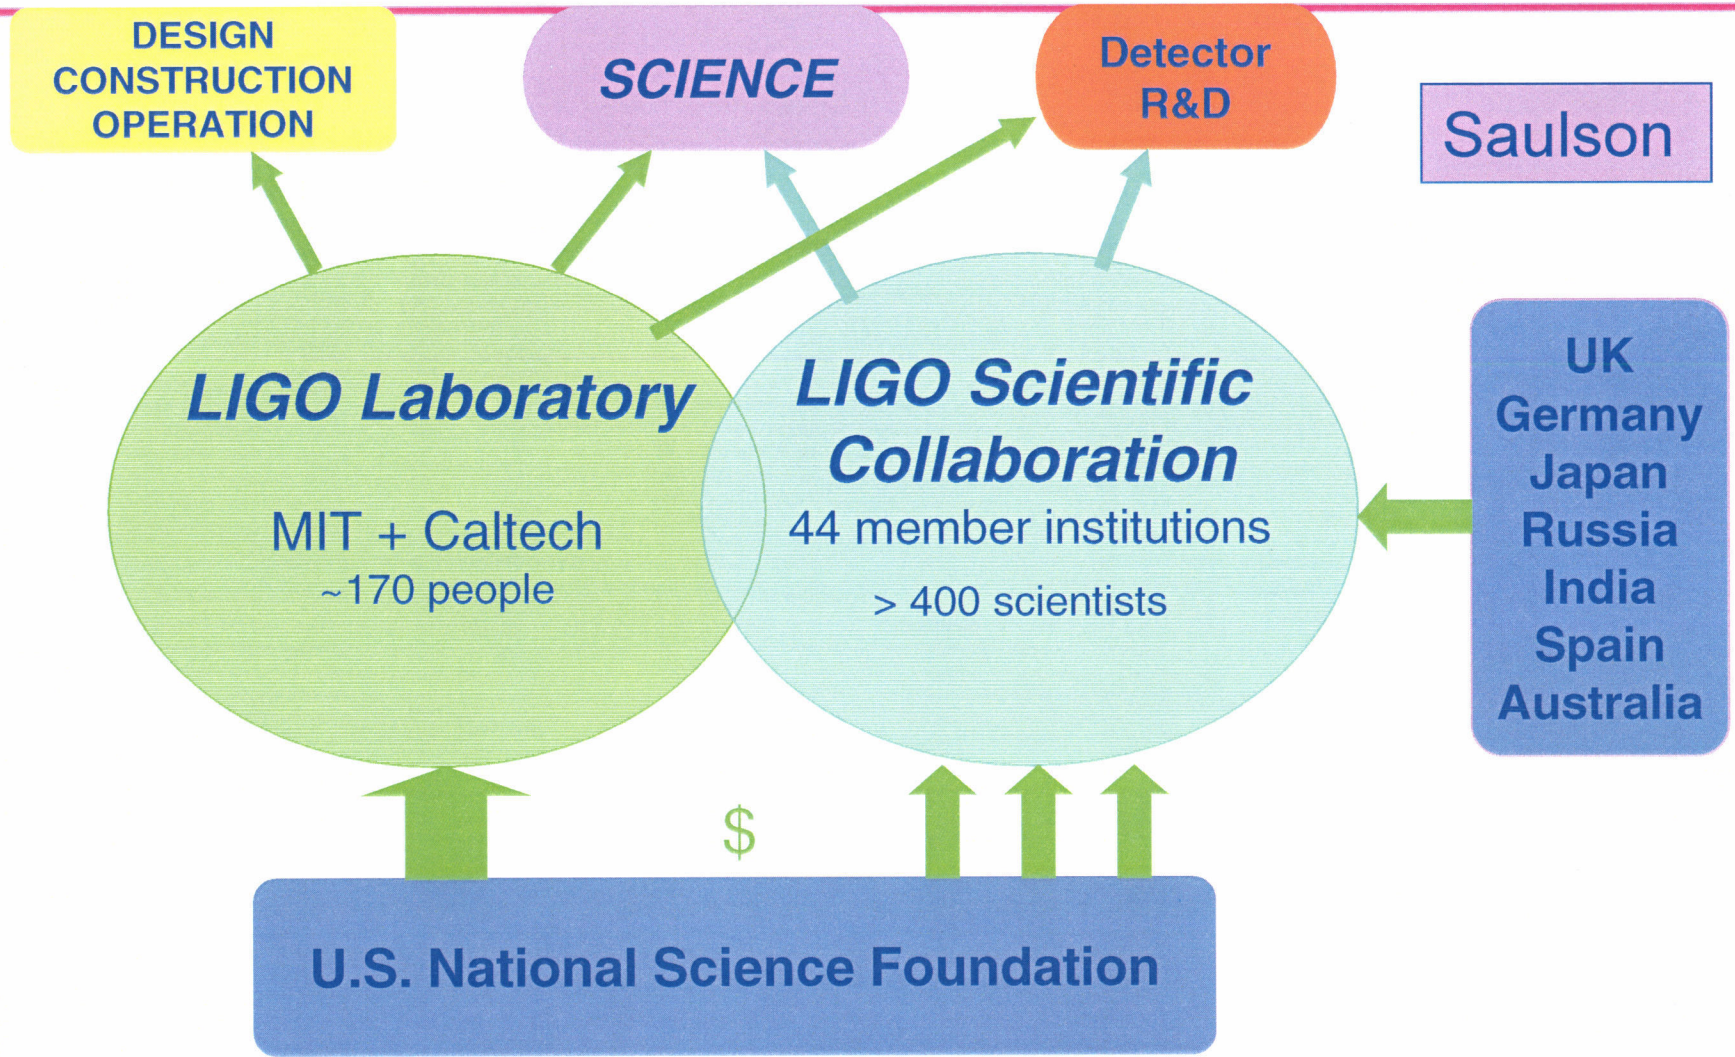 DESIGN
CONSTRUCTION
OPERATION
SCIENCE
Detector
R&D
Saulson
LIGO Laboratory
MIT + Caltech
~170 people
LIGO Scientific
Collaboration
44 member institutions
> 400 scientists
UK
Germany
Japan
Russia
India
Spain
Australia
$
U.S. National Science Foundation